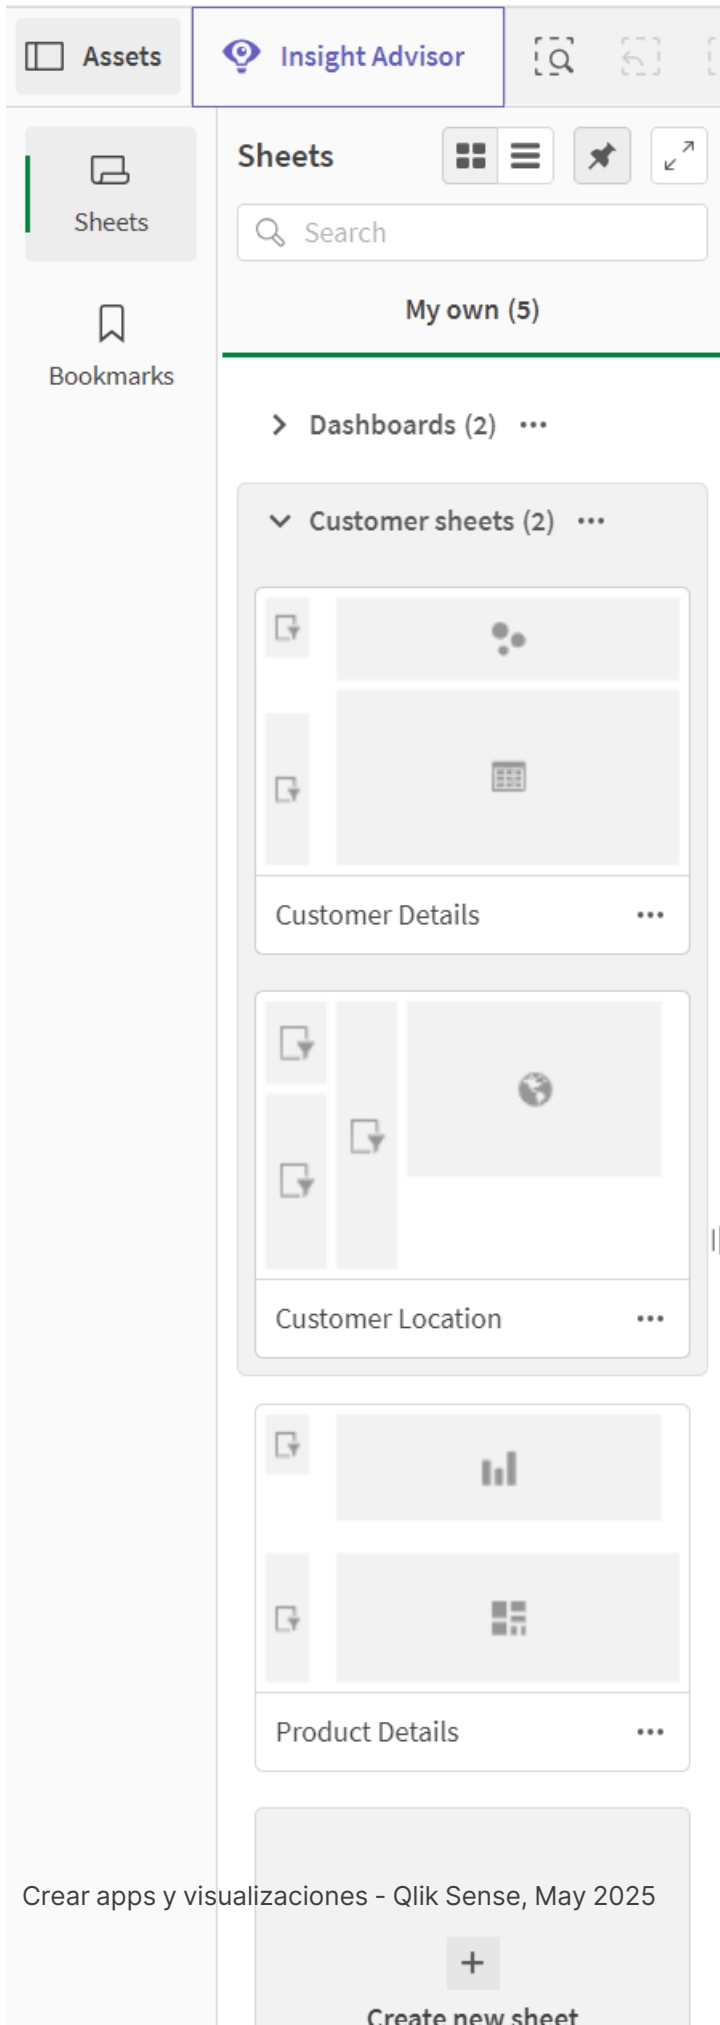 Assets
Insight Advisor
Sheets
Sheets
Search
My own (5)
Bookmarks
Dashboards (2)
Customer sheets (2)
Customer Details
Customer Location
Product Details
Crear apps y visualizaciones - Qlik Sense, May 2025
Create new sheet